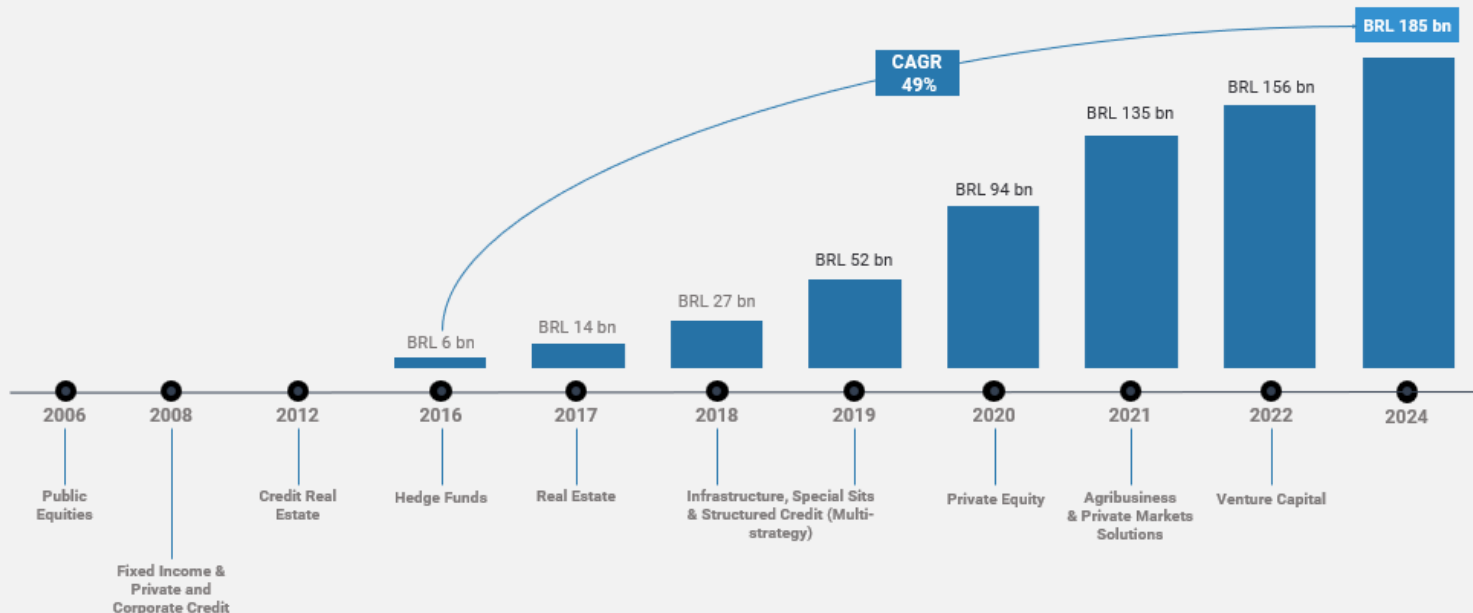 BRL 185 bn
CAGR
49%
BRL 156 bn
BRL 135 bn
BRL 94 bn
BRL 52 bn
BRL 27 bn
BRL 14 bn
BRL 6 bn
2006
2008
2012
2016
2017
2018
2019
2020
2021
2022
2024
Public
Equities
Fixed Income &
Private and
Corporate Credit
Credit Real
Estate
Hedge Funds
Real Estate
Infrastructure, Special Sits
& Structured Credit (Multi-
strategy)
Private Equity
Agribusiness
& Private Markets
Solutions
Venture Capital